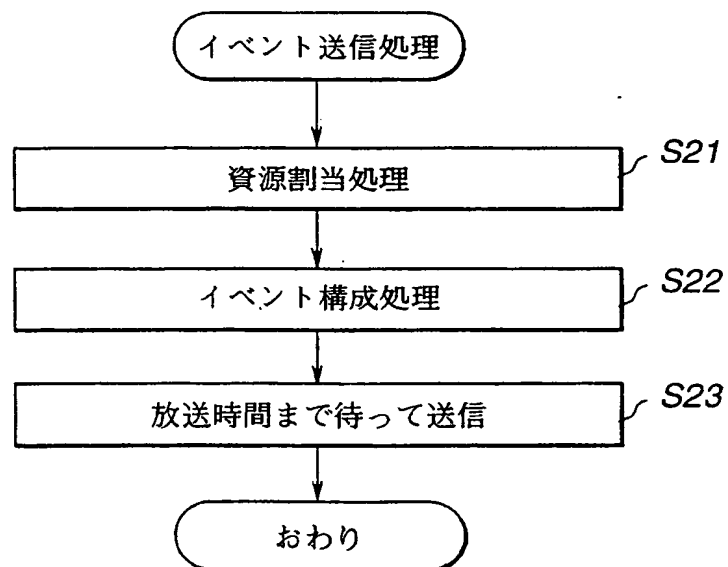 イベント送信処理
資源割当処理
S21
イベント構成処理
S22
放送時間まで待って送信
S23
おわり